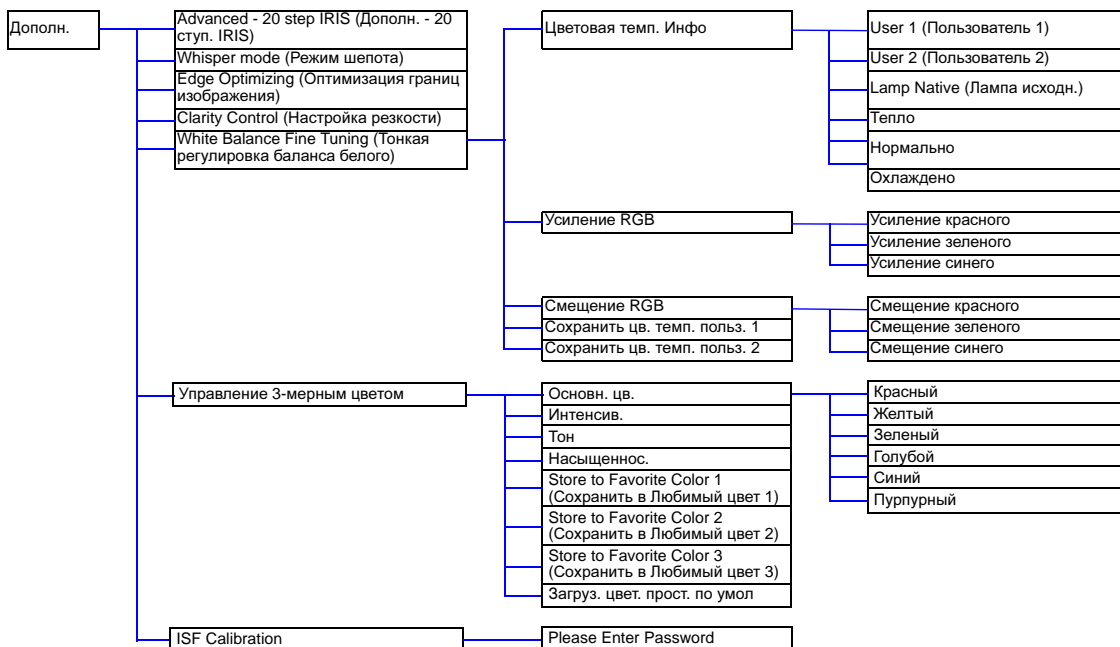 Дополн.
Advanced - 20 step IRIS (Дополн. - 20
ступ. IRIS)
Whisper mode (Режим шепота)
Edge Optimizing (Оптимизация границ
изображения)
Clarity Control (Настройка резкости)
White Balance Fine Tuning (Тонкая
регулировка баланса белого)
Цветовая темп. Инфо
User 1 (Пользователь 1)
User 2 (Пользователь 2)
Lamp Native (Лампа исходн.)
Тепло
Нормально
Охлаждено
Усиление RGB
Усиление красного
Усиление зеленого
Усиление синего
Смещение RGB
Сохранить цв. темп. польз. 1
Сохранить цв. темп. польз. 2
Смещение красного
Смещение зеленого
Смещение синего
Управление 3-мерным цветом
Основн. цв.
Интенсив.
Тон
Насыщеннос.
Store to Favorite Color 1
(Сохранить в Любимый цвет 1)
Store to Favorite Color 2
(Сохранить в Любимый цвет 2)
Store to Favorite Color 3
(Сохранить в Любимый цвет 3)
Загруз. цвет. прост. по умол
Красный
Желтый
Зеленый
Голубой
Синий
Пурпурный
ISF Calibration
Please Enter Password